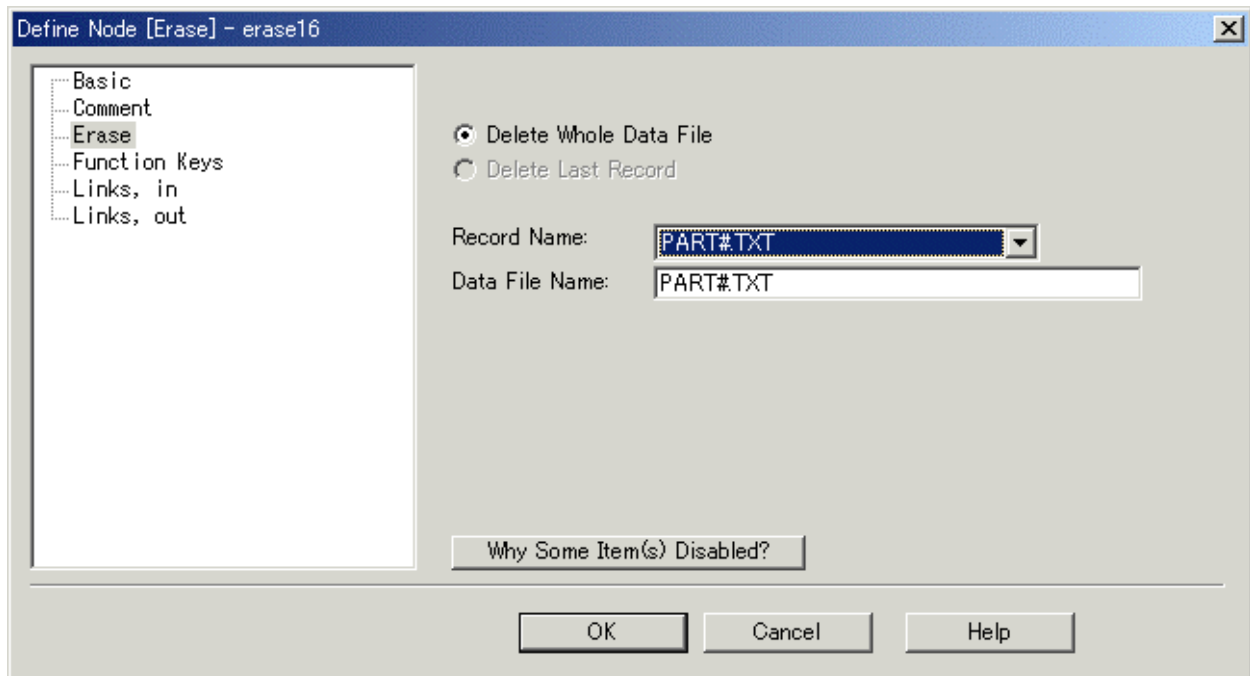 Define Node [Erase] - erase16
Basic
Comment
Erase
Function Keys
Links, in
Links, out
Delete Whole Data File
Delete Last Record
Record Name:
PART#.TXT
Data File Name:
PART#.TXT
Why Some Item(s) Disabled?
OK
Cancel
Help